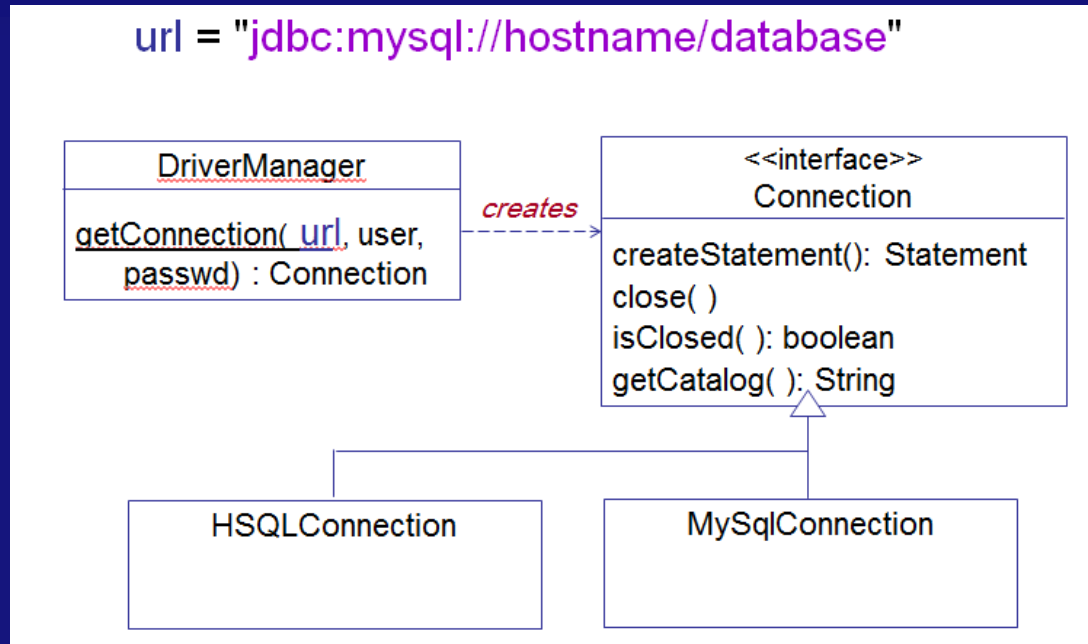 url = "jdbc:mysql://hostname/database"
DriverManager
getConnection( url, user,
passwd) : Connection
creates
<<interface>>
Connection
createStatement(): Statement
close( )
isClosed( ): boolean
getCatalog( ): String
HSQLConnection
MySqlConnection